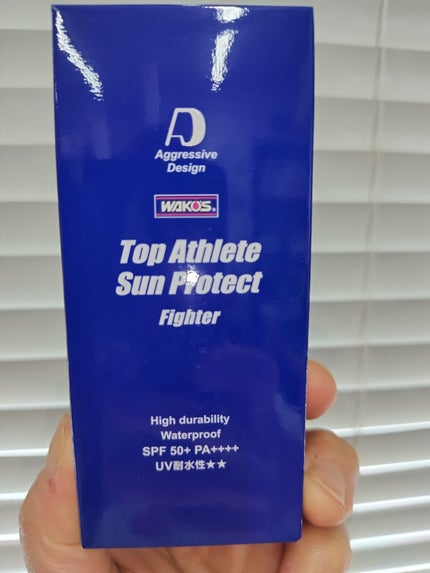 AD
Aggressive
Design
WAKO'S®
Top Athlete
Sun Protect
Fighter
High durability
Waterproof
SPF 50+ PA++++
UV耐水性★★